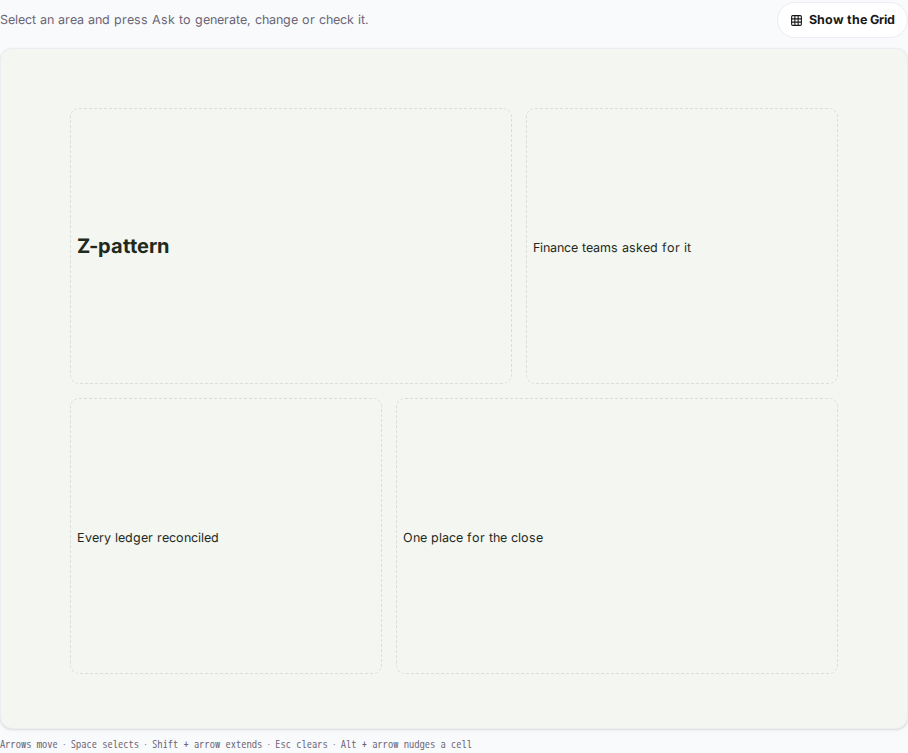 Select an area and press Ask to generate, change or check it.
Show the Grid
Z-pattern
Finance teams asked for it
Every ledger reconciled
One place for the close
Arrows move · Space selects · Shift + arrow extends · Esc clears · Alt + arrow nudges a cell